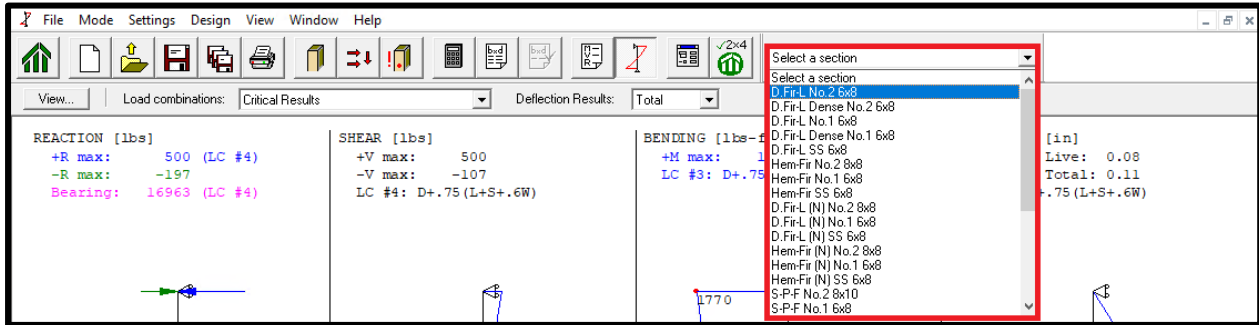 File Mode Settings Design View Window Help
✓2×4
Select a section
Select a section
D.Fir-L No.2 6x8
D.Fir-L Dense No.2 6x8
D.Fir-L No.1 6x8
D.Fir-L Dense No.1 6x8
D.Fir-L SS 6x8
Hem-Fir No.2 8x8
Hem-Fir No.1 6x8
Hem-Fir SS 6x8
D.Fir-L (N) No.2 8x8
D.Fir-L (N) No.1 6x8
D.Fir-L (N) SS 6x8
Hem-Fir (N) No.2 8x8
Hem-Fir (N) No.1 6x8
Hem-Fir (N) SS 6x8
S-P-F No.2 8x10
S-P-F No.1 6x8
View... Load combinations: Critical Results Deflection Results: Total
REACTION [lbs]
+R max: 500 (LC #4)
-R max: -197
Bearing: 16963 (LC #4)
SHEAR [lbs]
+V max: 500
-V max: -107
LC #4: D+.75(L+S+.6W)
BENDING [lbs-f
+M max: 1
LC #3: D+.75
1770
[in]
Live: 0.08
Total: 0.11
+.75(L+S+.6W)